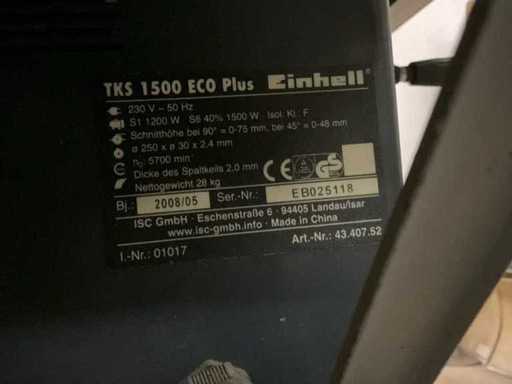 TKS 1500 ECO Plus Einhell
230 V ~ 50 Hz
S1 1200 W S6 40% 1500 W Isol. Kl.: F
Schnitthöhe bei 90° = 0-75 mm, bei 45° = 0-48 mm
ø 250 x ø 30 x 2.4 mm
n₀: 5700 min⁻
Dicke des Spaltkeils 2.0 mm
Nettogewicht 28 kg
CE GS
Bj.: 2008/05 Ser.-Nr.: EB025118
ISC GmbH · Eschenstraße 6 · 94405 Landau/Isar
www.isc-gmbh.info · Made in China
Art.-Nr.: 43.407.52
I.-Nr.: 01017